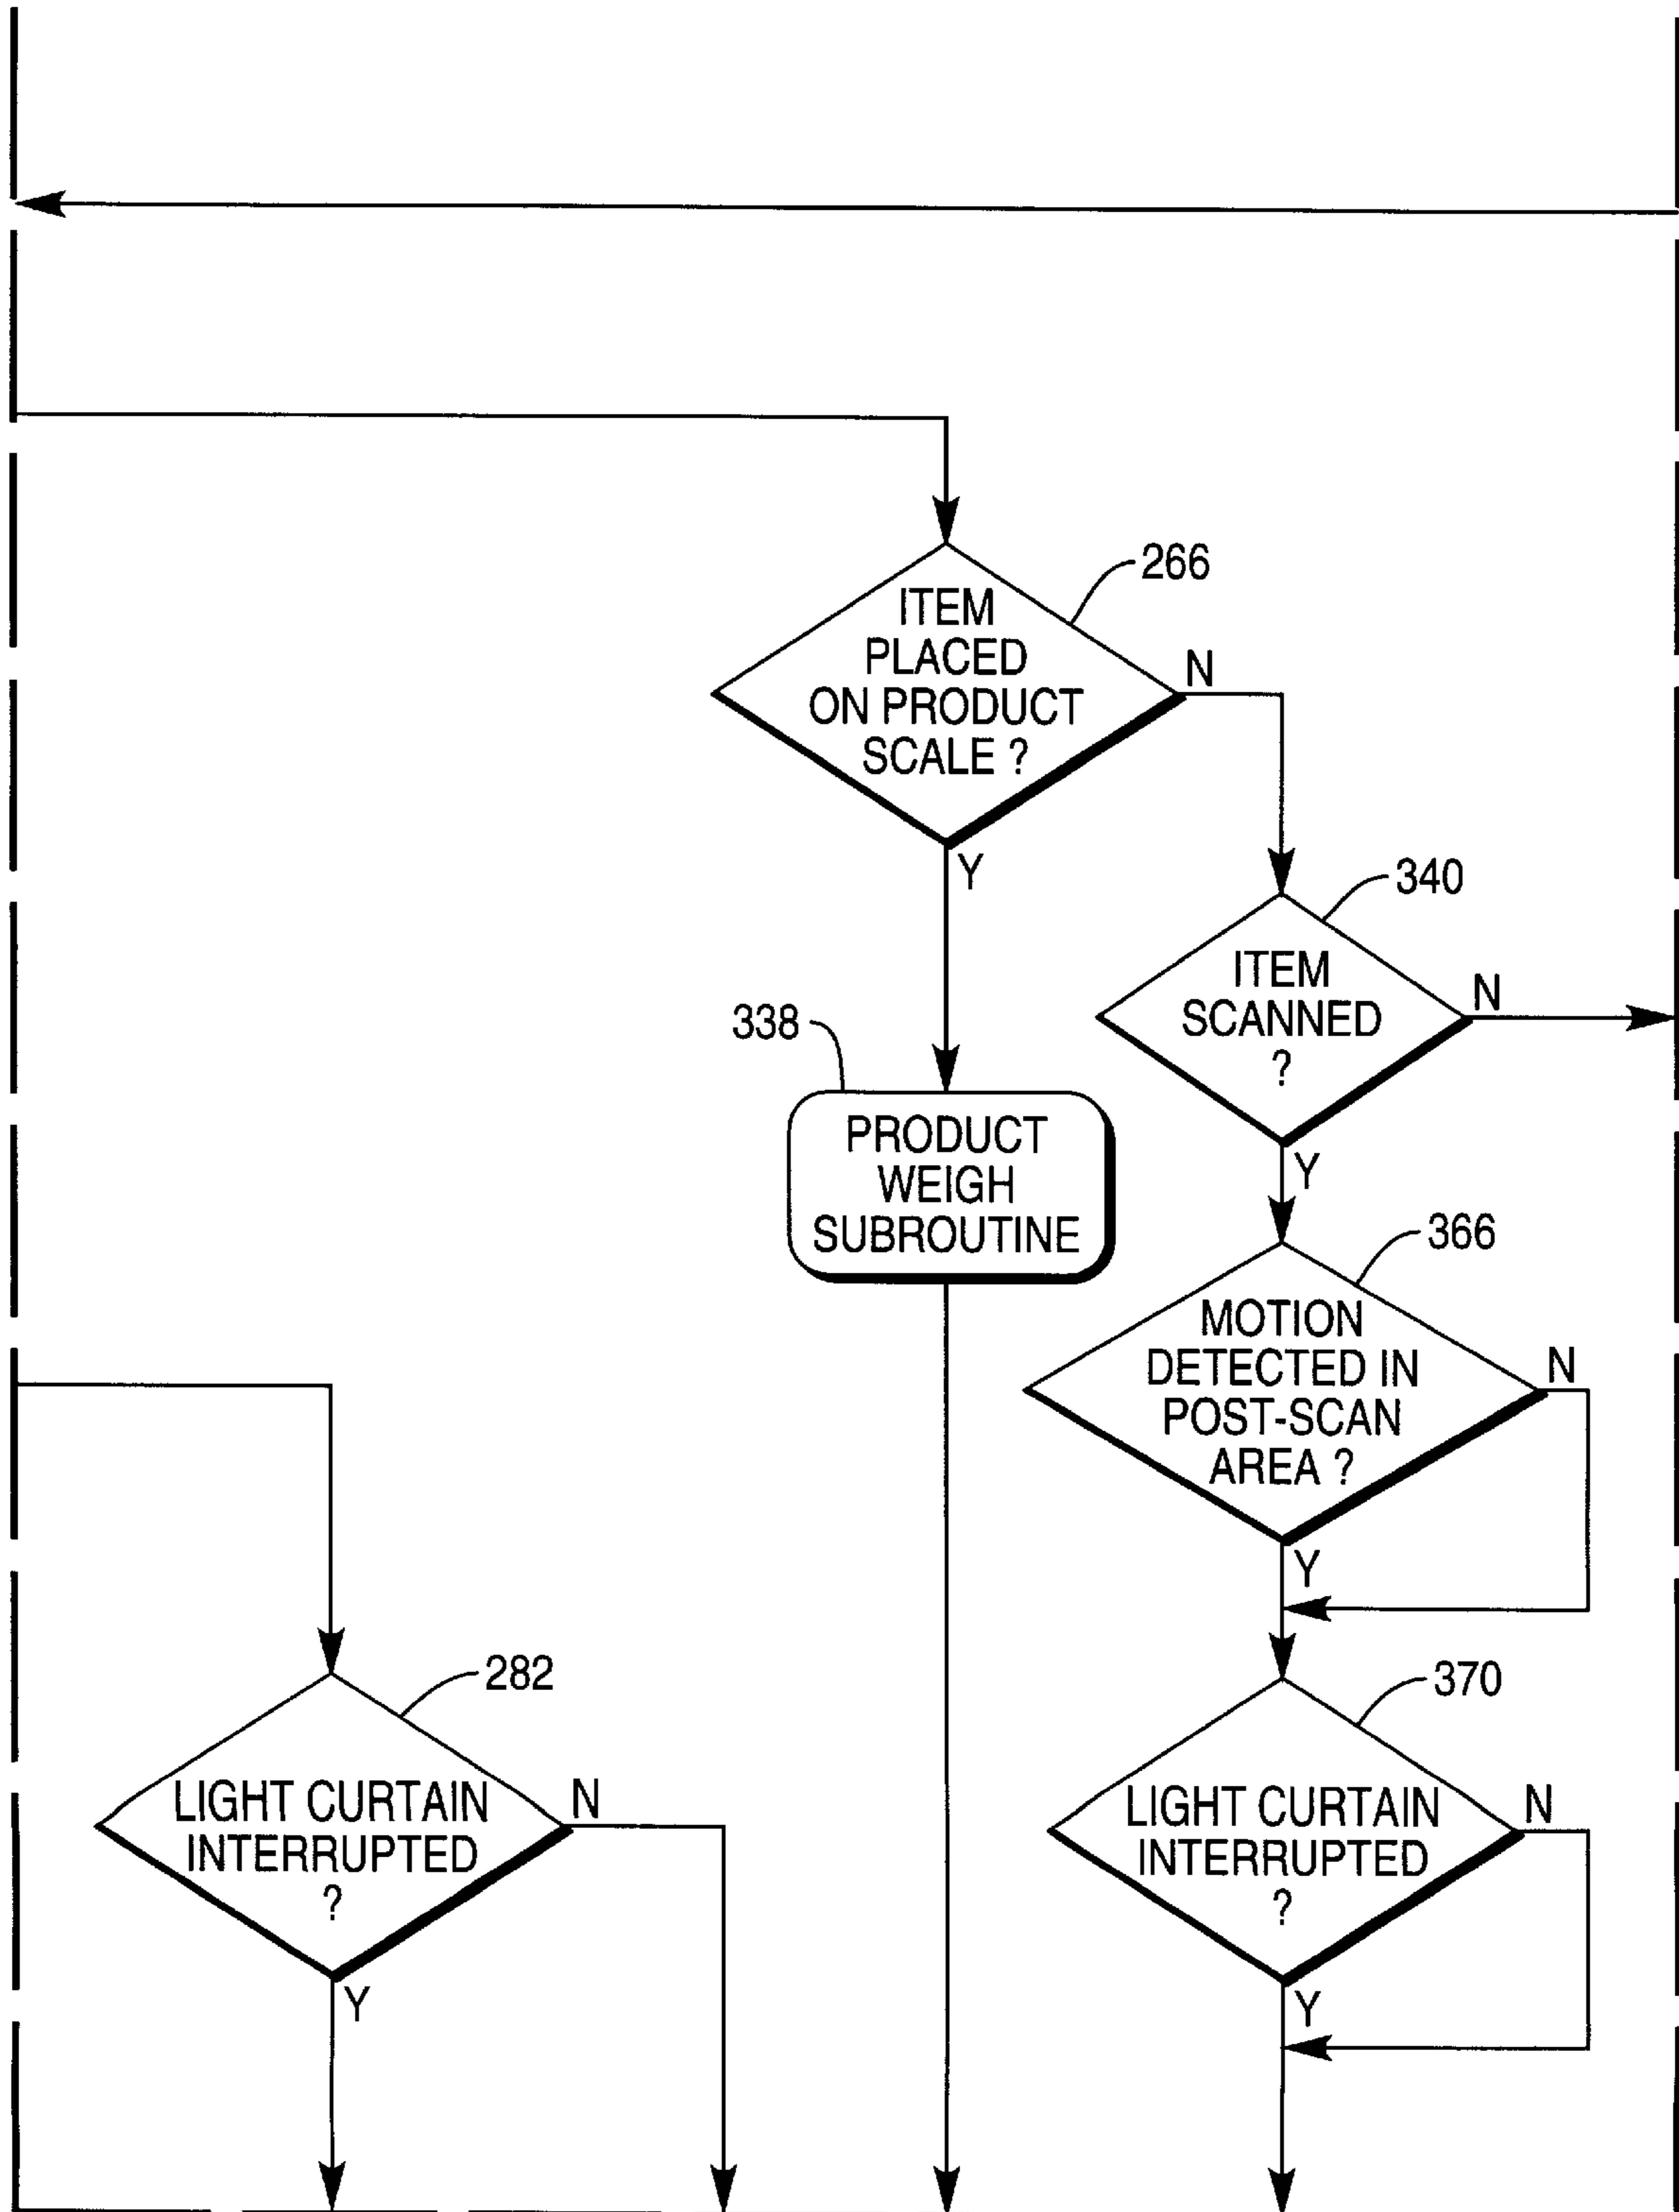 266
ITEM
PLACED
ON PRODUCT
SCALE ?
N
Y
340
ITEM
SCANNED
?
N
Y
338
PRODUCT
WEIGH
SUBROUTINE
366
MOTION
DETECTED IN
POST-SCAN
AREA ?
N
Y
282
LIGHT CURTAIN
INTERRUPTED
?
N
Y
370
LIGHT CURTAIN
INTERRUPTED
?
N
Y